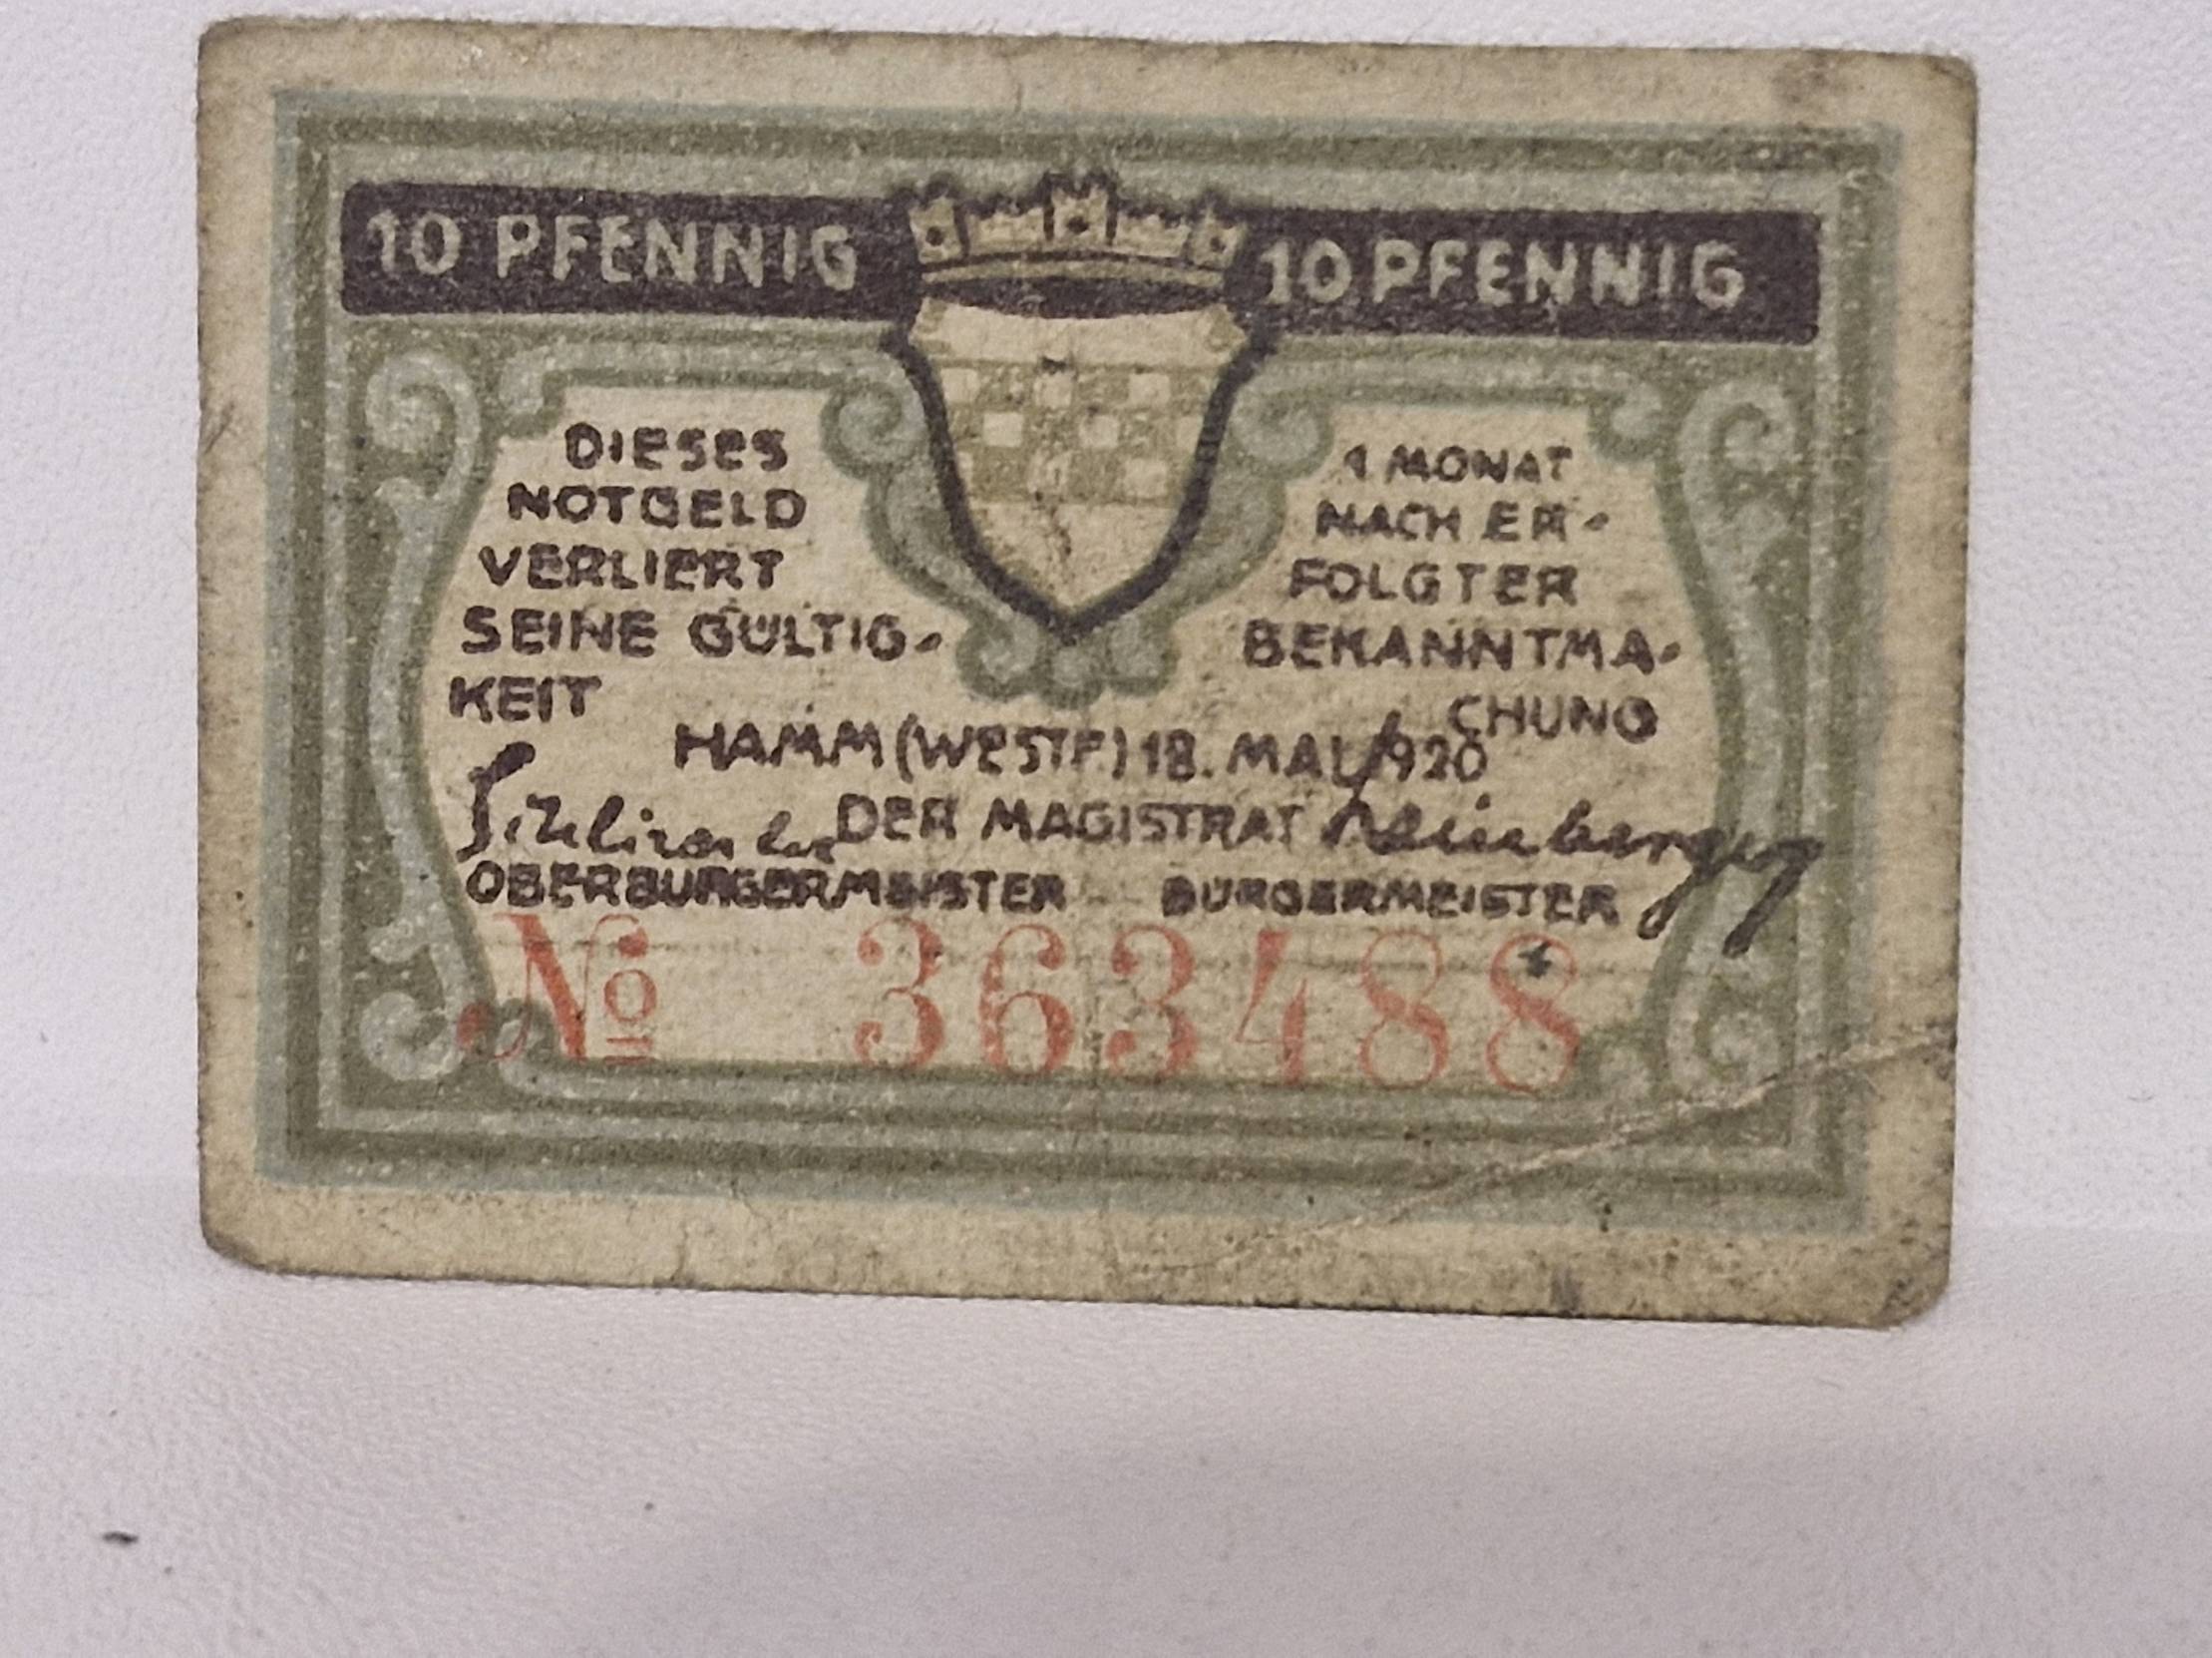 10 PFENNIG 10 PFENNIG
DIESES
NOTGELD
VERLIERT
SEINE GÜLTIG-
KEIT
1 MONAT
NACH ER-
FOLGTER
BEKANNTMA-
CHUNG
HAMM (WESTF) 18. MAI 1920
DER MAGISTRAT
OBERBÜRGERMEISTER BÜRGERMEISTER
No 363488